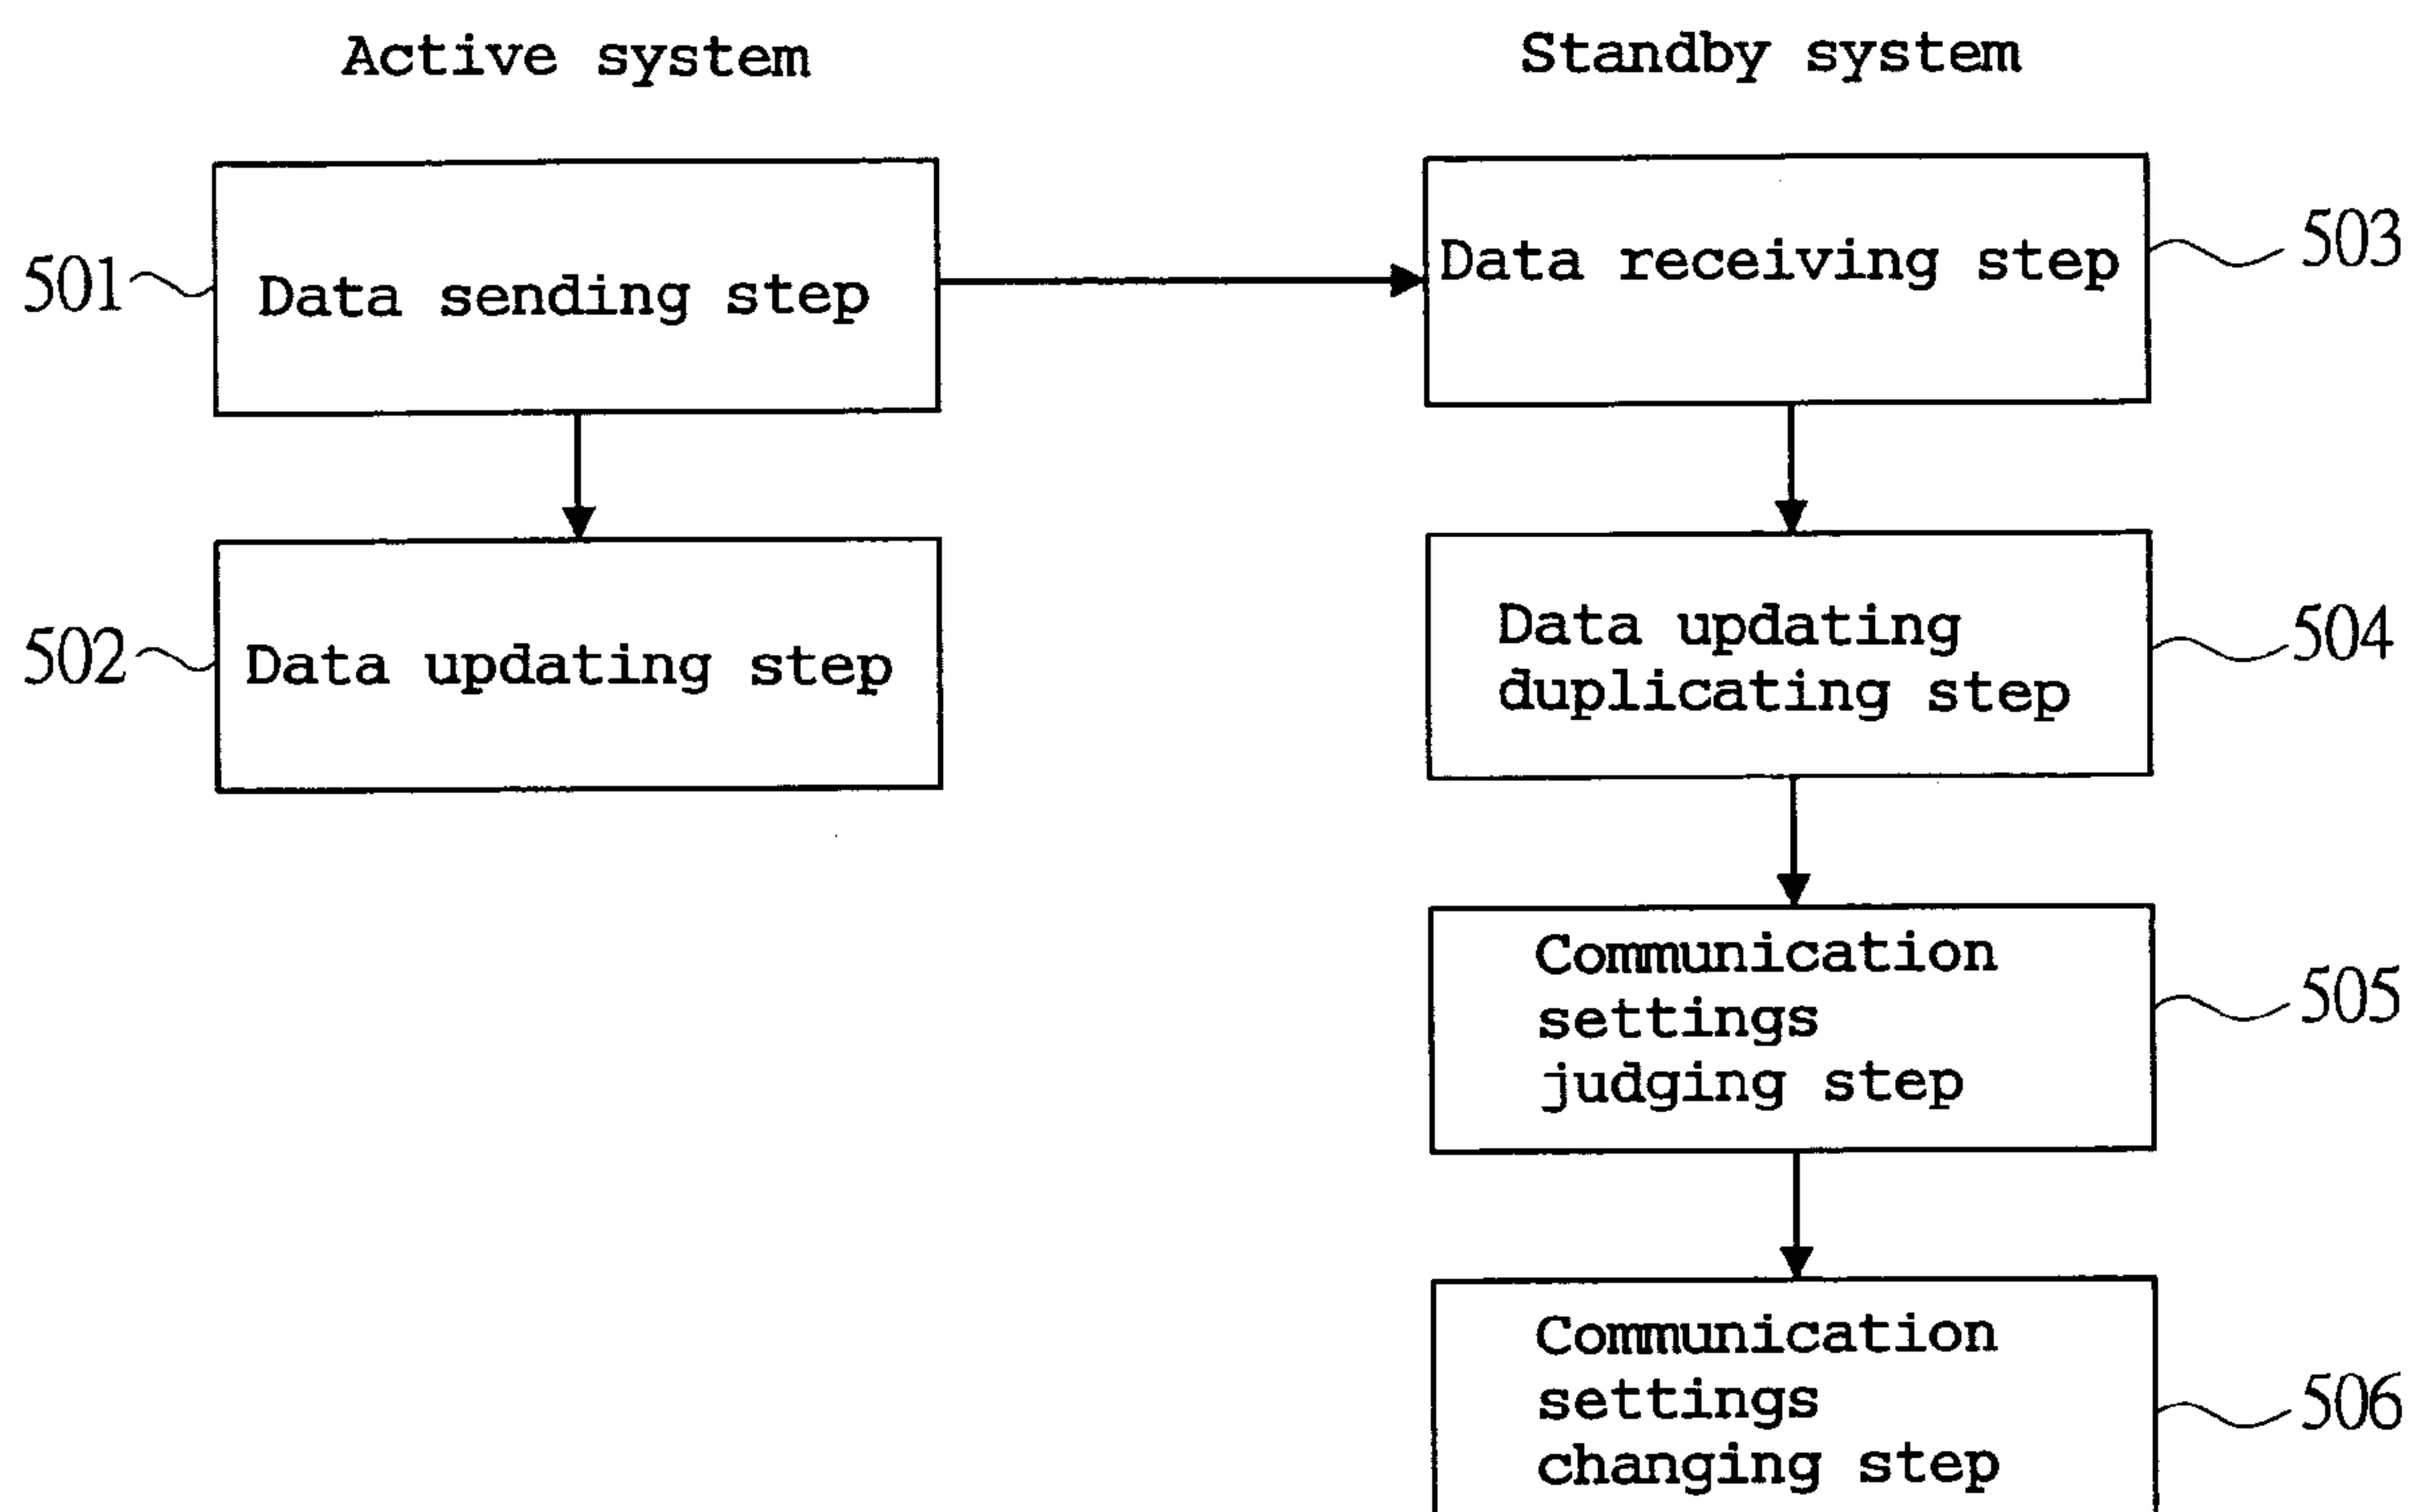 Active system
Standby system
501
Data sending step
Data receiving step
503
502
Data updating step
Data updating
duplicating step
504
Communication
settings
judging step
505
Communication
settings
changing step
506